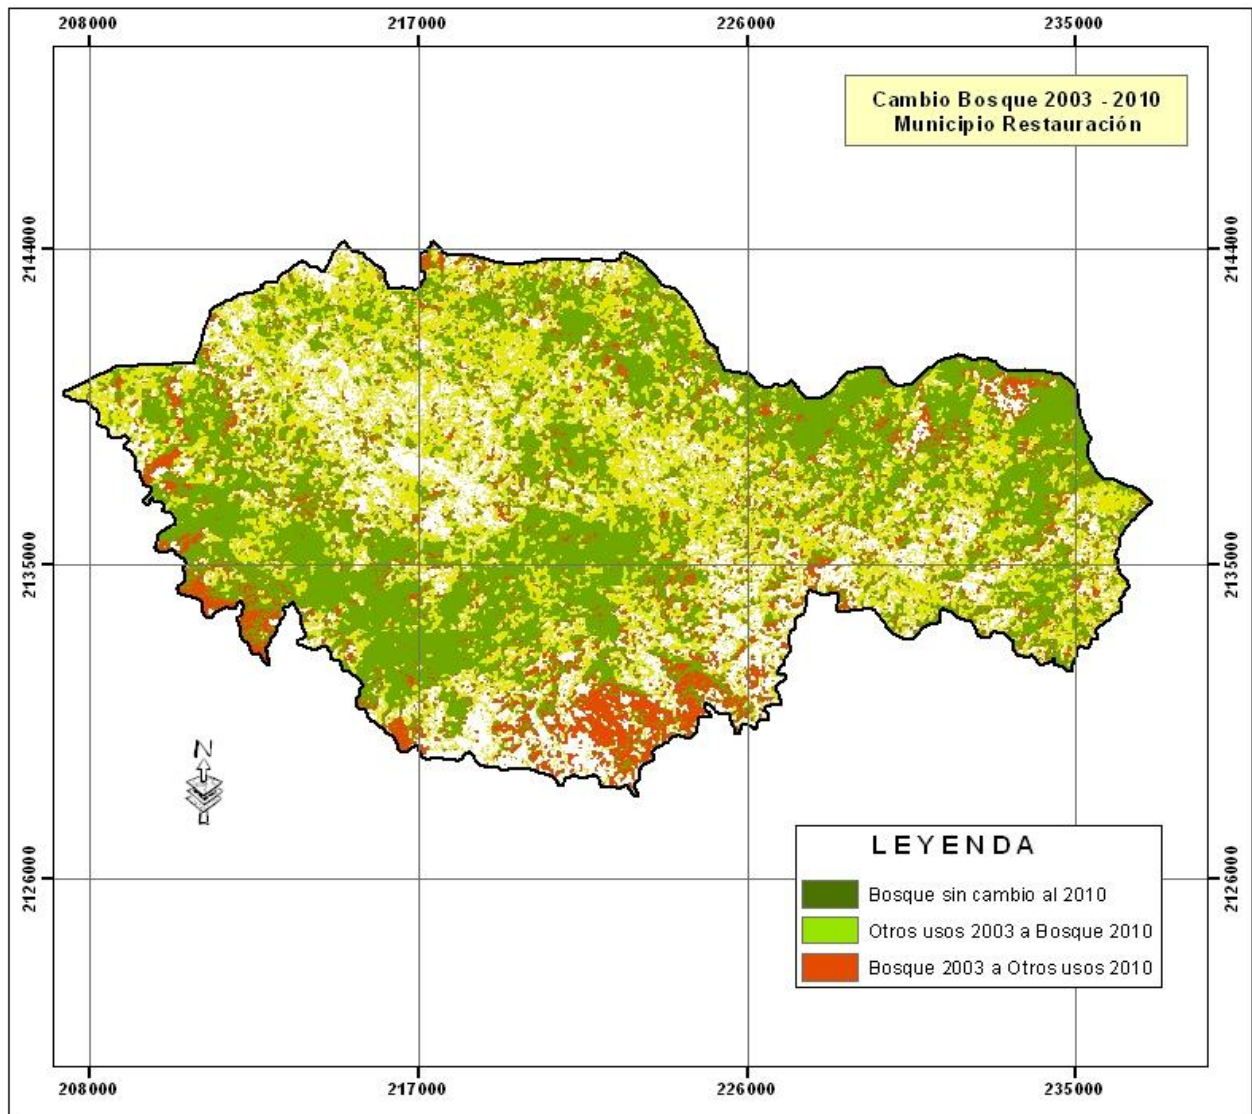 208000 217000 226000 235000
Cambio Bosque 2003 - 2010
Municipio Restauración
2144000 2144000
2135000 2135000
N
2126000 2126000
LEYENDA
Bosque sin cambio al 2010
Otros usos 2003 a Bosque 2010
Bosque 2003 a Otros usos 2010
208000 217000 226000 235000